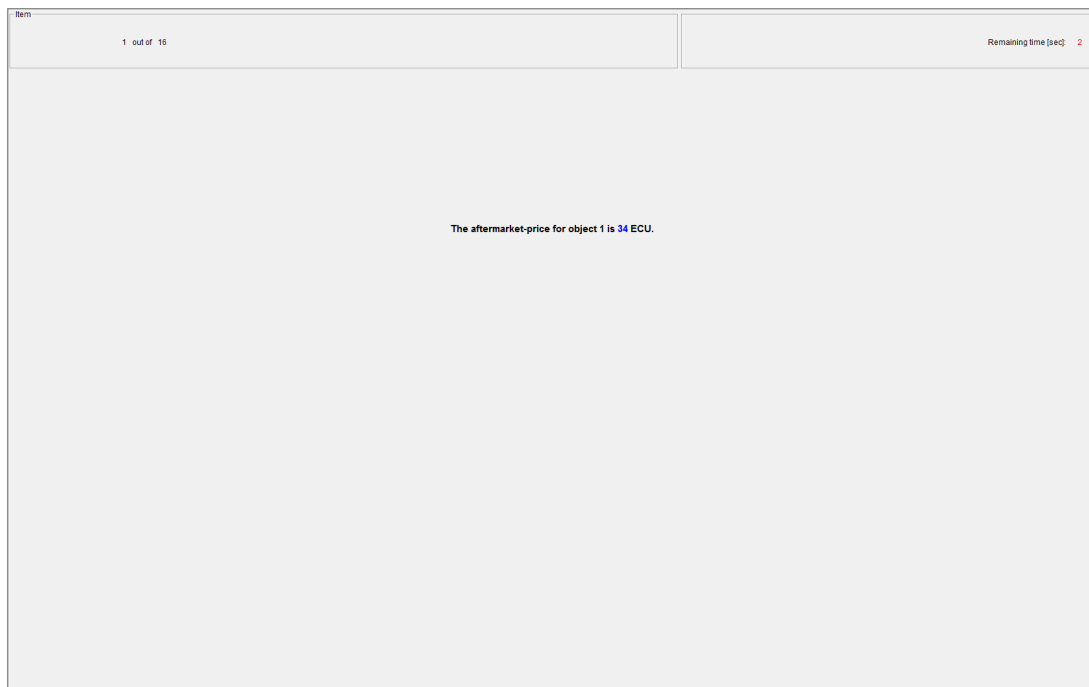 Item
1 out of 16
Remaining time [sec]: 2
The aftermarket-price for object 1 is 34 ECU.